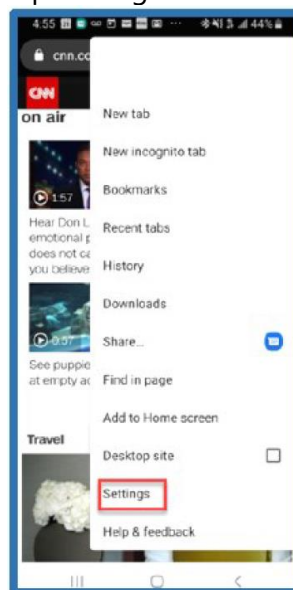 4:55
44%
cnn.co
CNN
on air
New tab
New incognito tab
1:57
Bookmarks
Hear Don L
emotional p
does not ca
you believe
Recent tabs
History
Downloads
0:57
Share...
See puppie
at empty ac
Find in page
Add to Home screen
Travel
Desktop site
Settings
Help & feedback